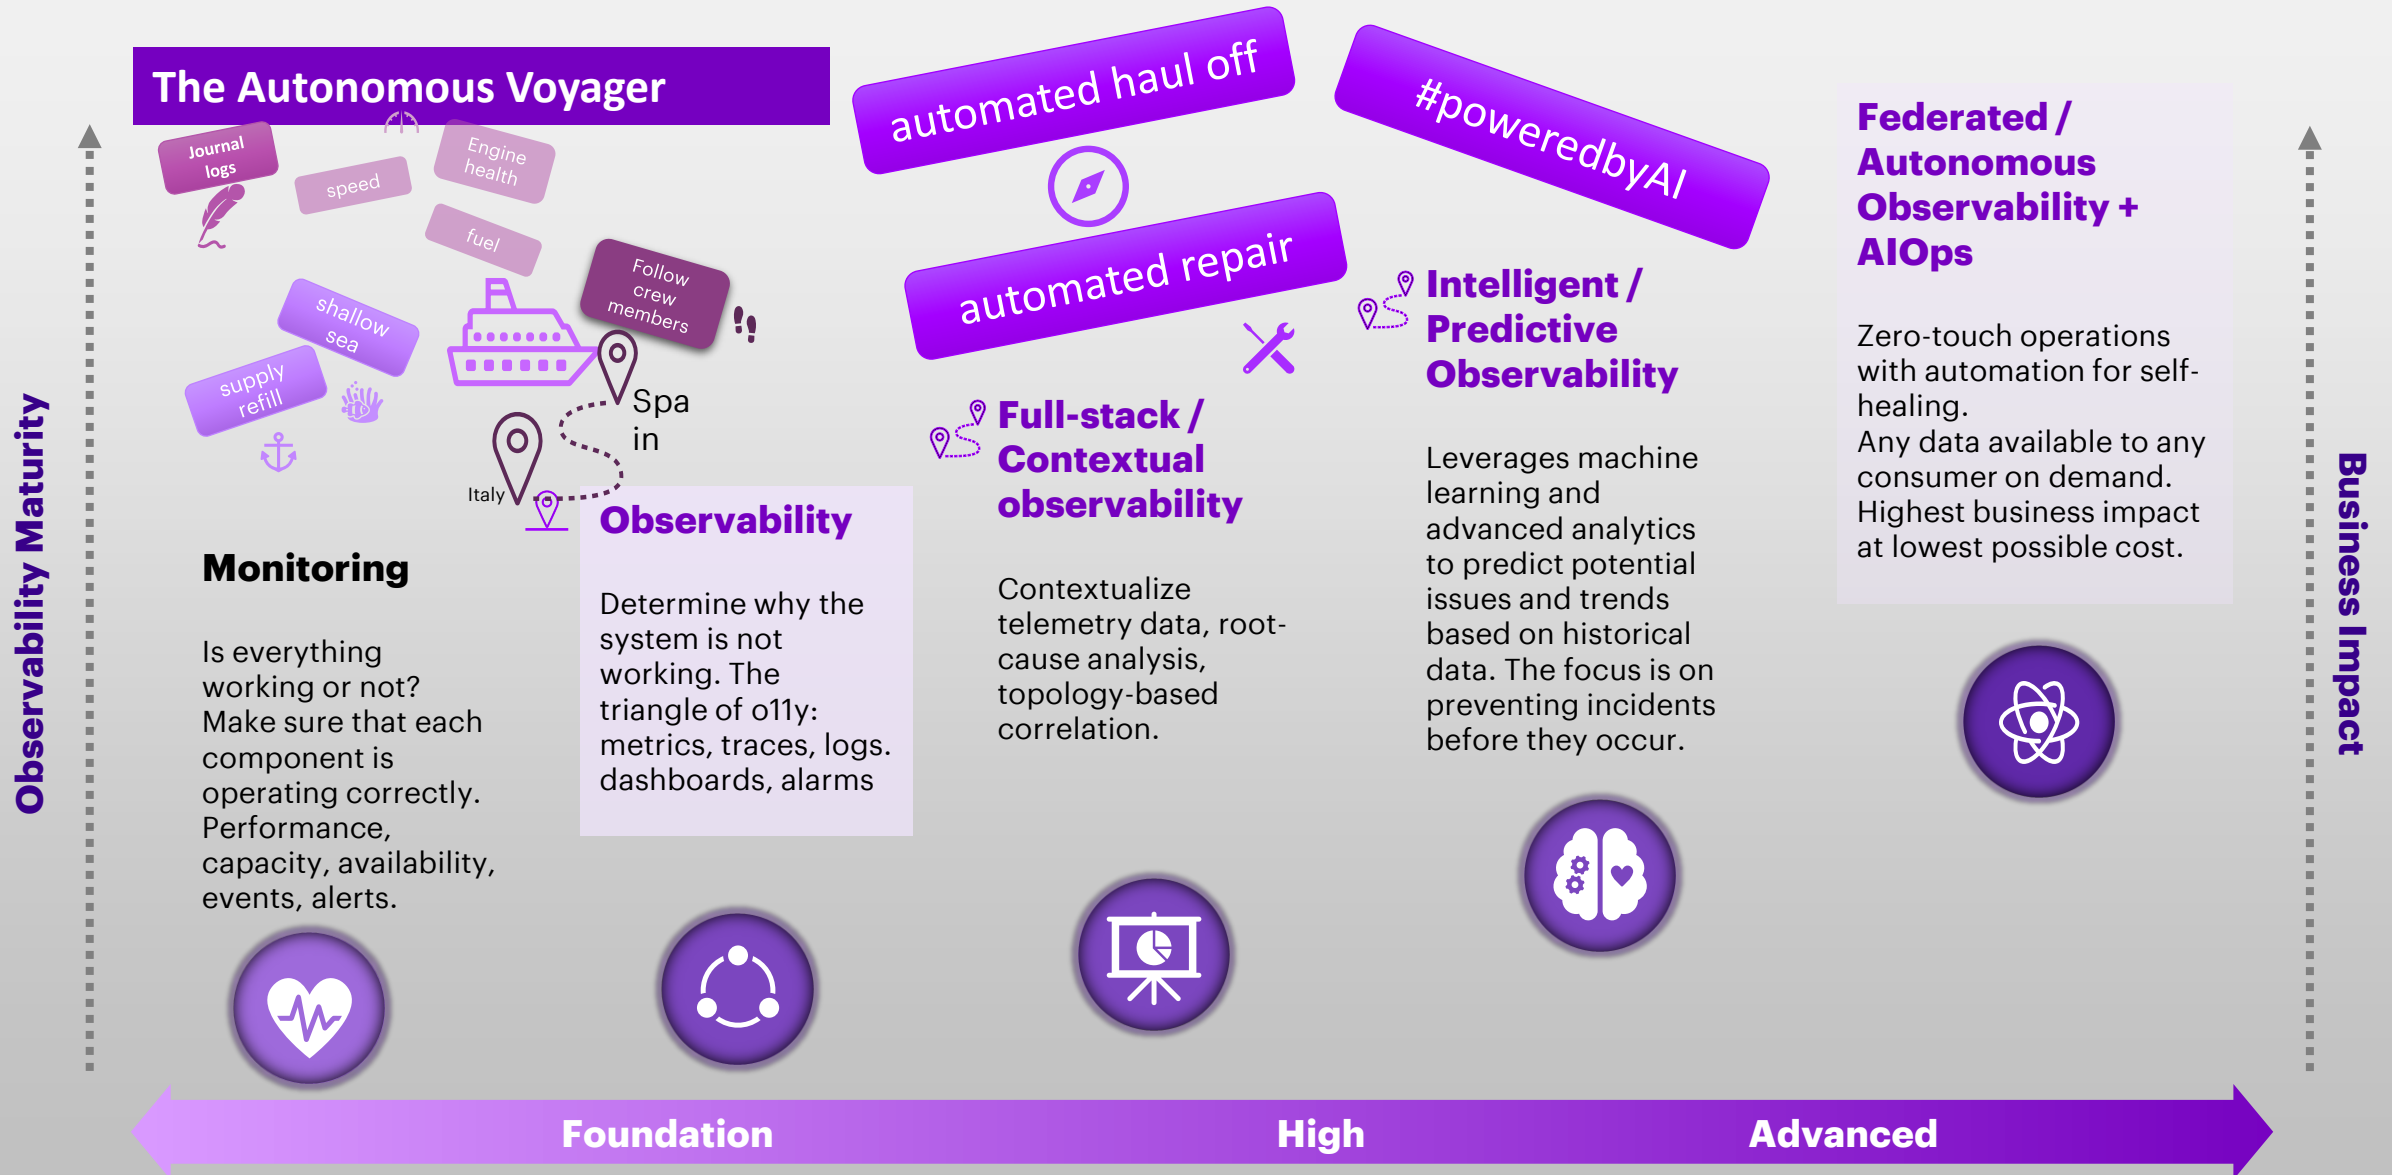 The Autonomous Voyager
Journal
logs
speed
Engine
health
fuel
Follow
crew
members
shallow
sea
supply
refill
Spa
in
Italy
automated haul off
automated repair
#poweredbyAI
Observability Maturity
Monitoring
Is everything
working or not?
Make sure that each
component is
operating correctly.
Performance,
capacity, availability,
events, alerts.
Observability
Determine why the
system is not
working. The
triangle of o11y:
metrics, traces, logs.
dashboards, alarms
Full-stack /
Contextual
observability
Contextualize
telemetry data, root-
cause analysis,
topology-based
correlation.
Intelligent /
Predictive
Observability
Leverages machine
learning and
advanced analytics
to predict potential
issues and trends
based on historical
data. The focus is on
preventing incidents
before they occur.
Federated /
Autonomous
Observability +
AIOps
Zero-touch operations
with automation for self-
healing.
Any data available to any
consumer on demand.
Highest business impact
at lowest possible cost.
Business Impact
Foundation
High
Advanced